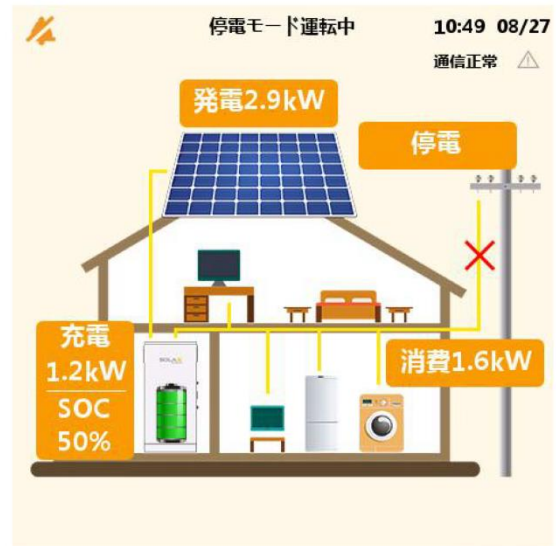 停電モード運転中
10:49 08/27
通信正常
発電2.9kW
停電
充電
1.2kW
SOC
50%
SOLAX
消費1.6kW